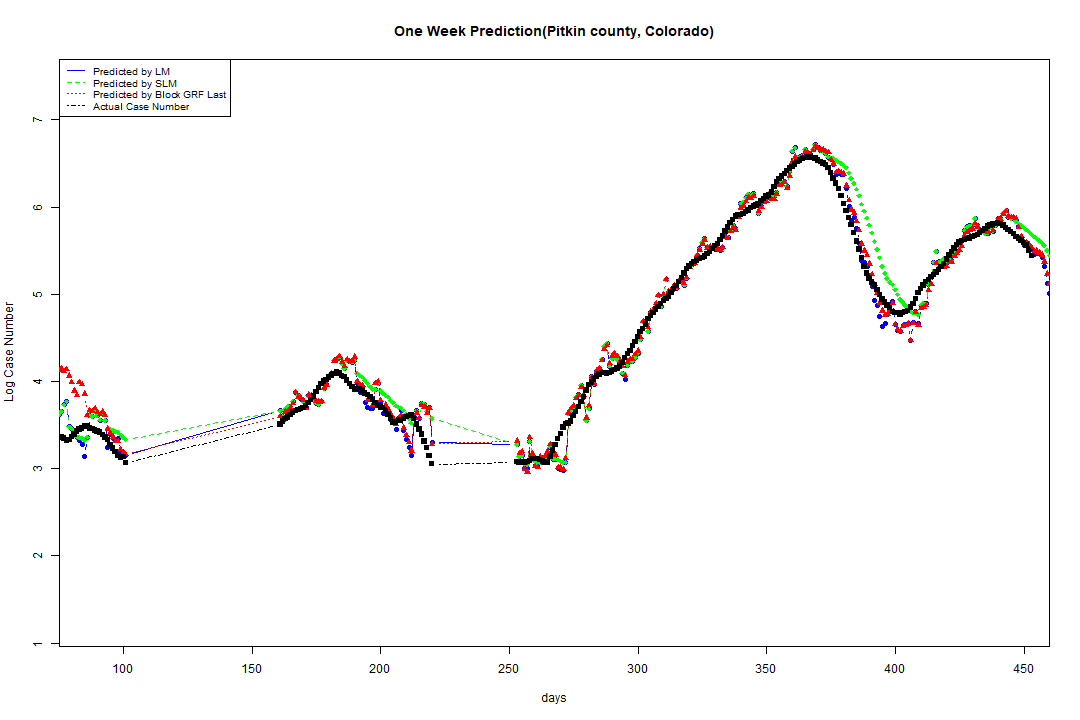 One Week Prediction(Pitkin county, Colorado)
Predicted by LM
Predicted by SLM
Predicted by Block GRF Last
Actual Case Number
7
6
5
4
3
2
1
Log Case Number
100 150 200 250 300 350 400 450
days